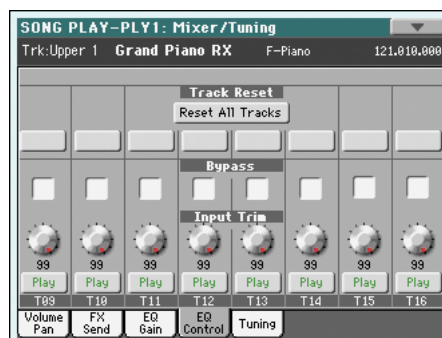 SONG PLAY-PLY1: Mixer/Tuning
Trk:Upper 1 Grand Piano RX F-Piano 121.010.000
Track Reset
Reset All Tracks
Bypass
Input Trim
99 99 99 99 99 99 99 99
Play Play Play Play Play Play Play Play
T09 T10 T11 T12 T13 T14 T15 T16
Volume Pan FX Send EQ Gain EQ Control Tuning